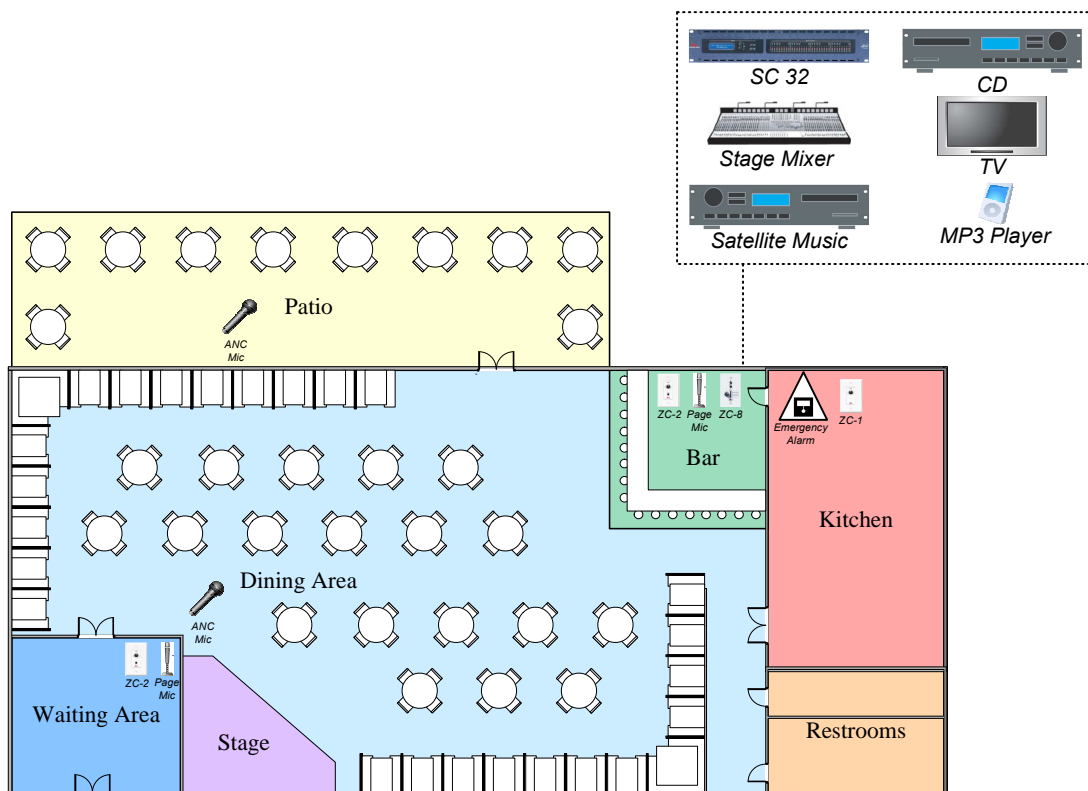 SC 32
CD
Stage Mixer
TV
Satellite Music
MP3 Player
Patio
ANC
Mic
ZC-2
Page
Mic
ZC-8
Emergency
Alarm
ZC-1
Bar
Kitchen
Dining Area
ANC
Mic
ZC-2
Page
Mic
Waiting Area
Stage
Restrooms